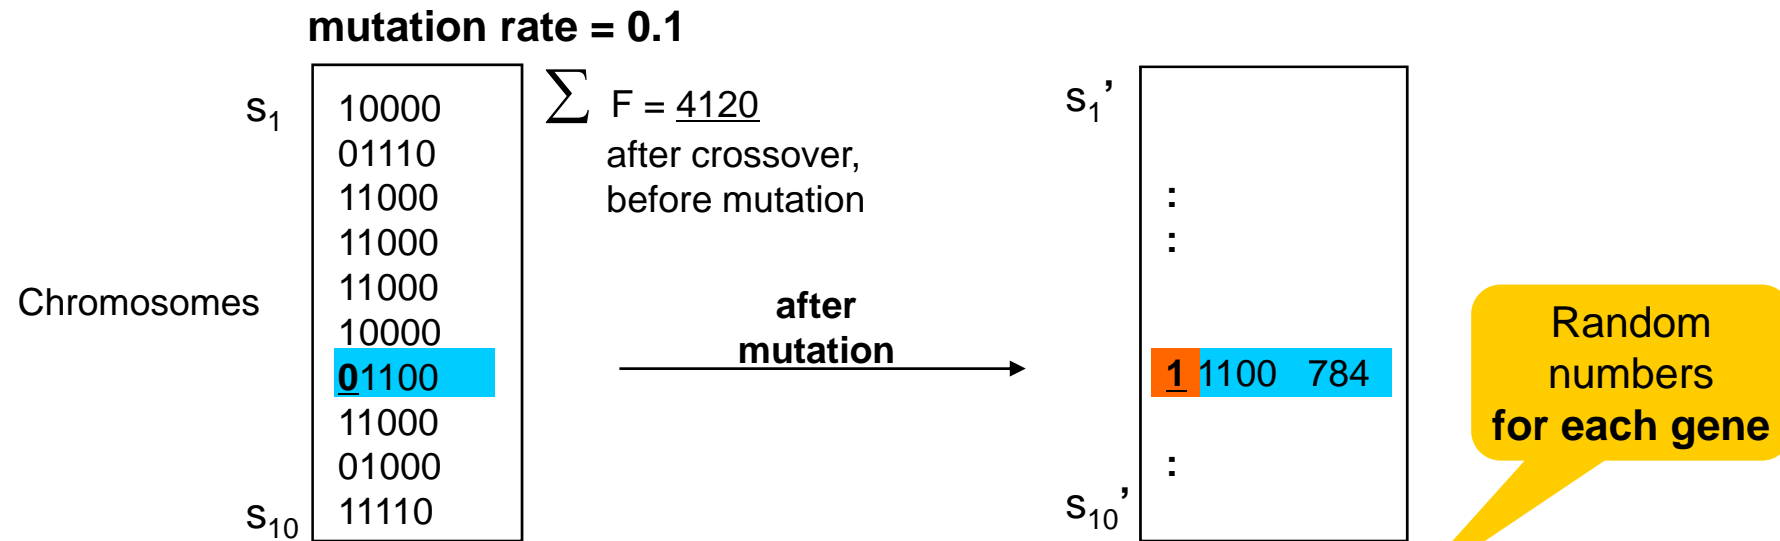 mutation rate = 0.1
s1 10000
01110
11000
11000
Chromosomes 11000
10000
01100
11000
01000
s10 11110
∑ F = 4120
after crossover,
before mutation
after
mutation
s1’
:
:
1 1100 784
:
s10’
Random
numbers
for each gene